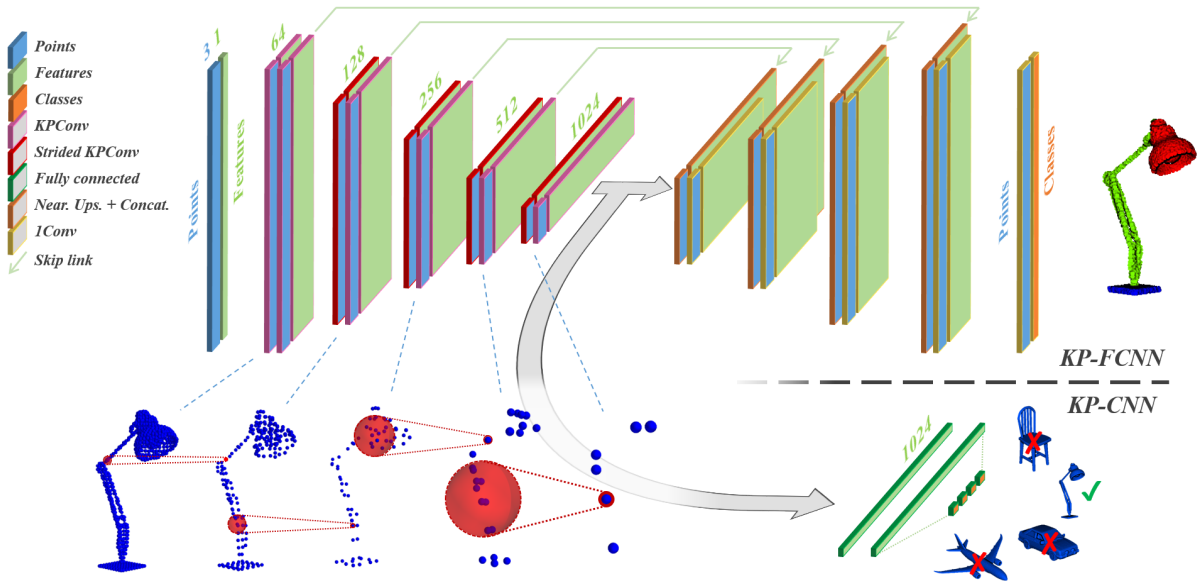 Points
Features
Classes
KPConv
Strided KPConv
Fully connected
Near. Ups. + Concat.
1Conv
Skip link
3 1
64
128
256
512
1024
Points
Features
Points
Classes
KP-FCNN
KP-CNN
1024